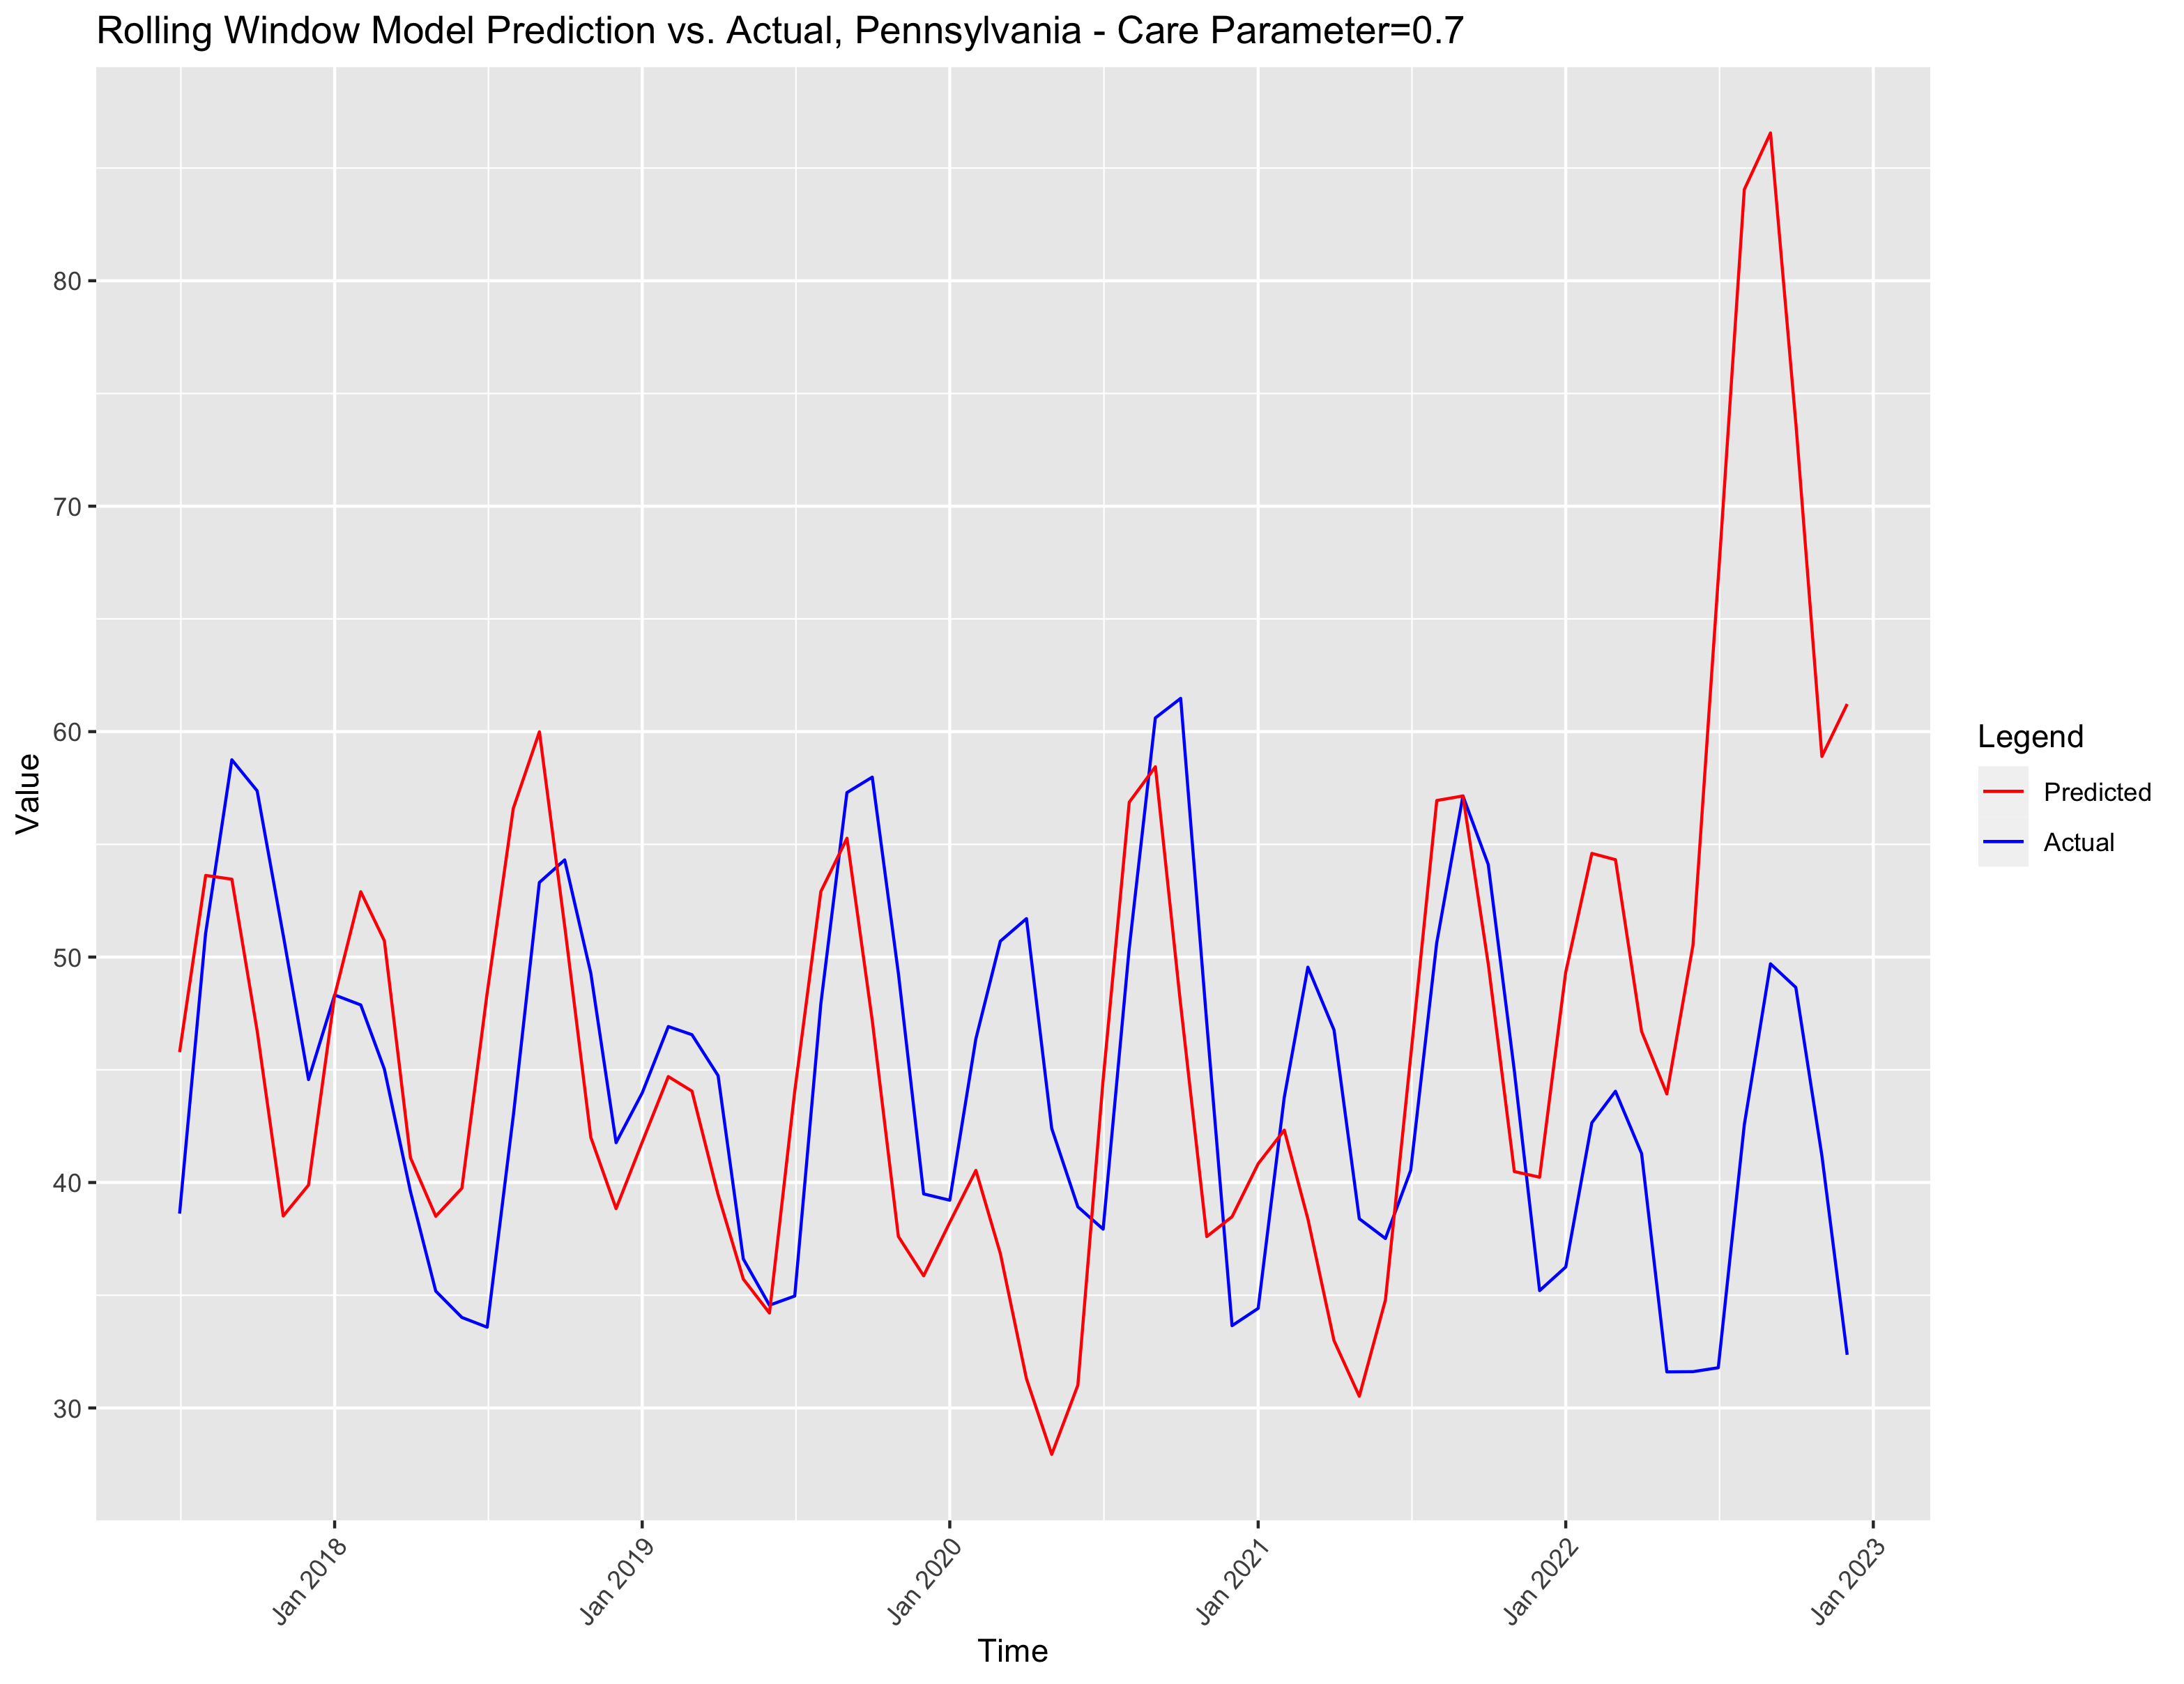 Rolling Window Model Prediction vs. Actual, Pennsylvania - Care Parameter=0.7
Value
80
70
60
50
40
30
Jan 2018
Jan 2019
Jan 2020
Jan 2021
Jan 2022
Jan 2023
Time
Legend
Predicted
Actual